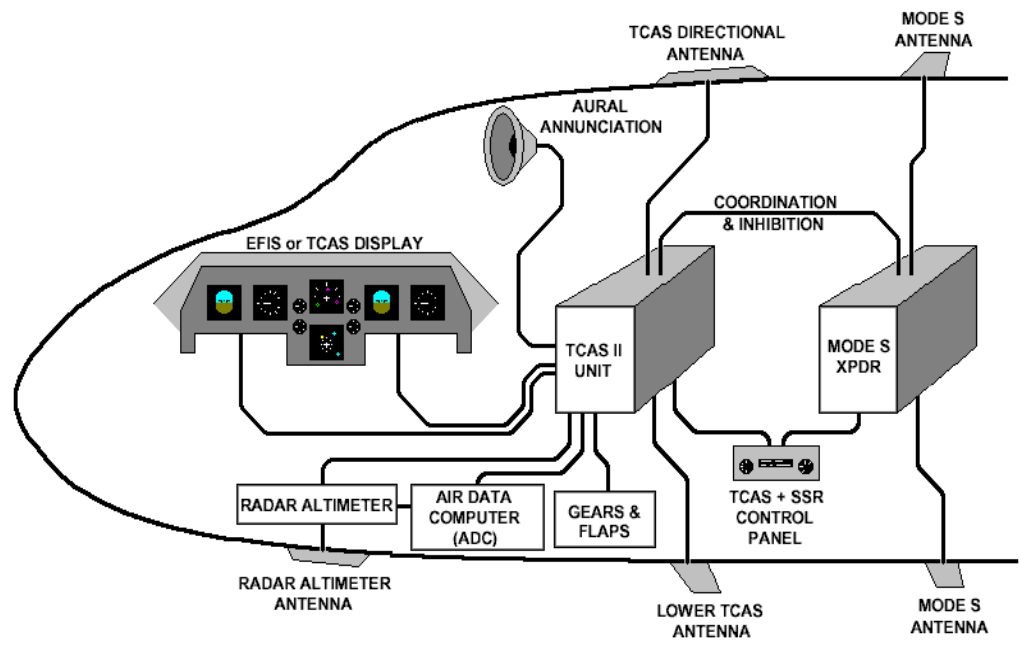 TCAS DIRECTIONAL
ANTENNA
MODE S
ANTENNA
AURAL
ANNUNCIATION
COORDINATION
& INHIBITION
EFIS or TCAS DISPLAY
TCAS II
UNIT
MODE S
XPDR
RADAR ALTIMETER
AIR DATA
COMPUTER
(ADC)
GEARS &
FLAPS
TCAS + SSR
CONTROL
PANEL
RADAR ALTIMETER
ANTENNA
LOWER TCAS
ANTENNA
MODE S
ANTENNA